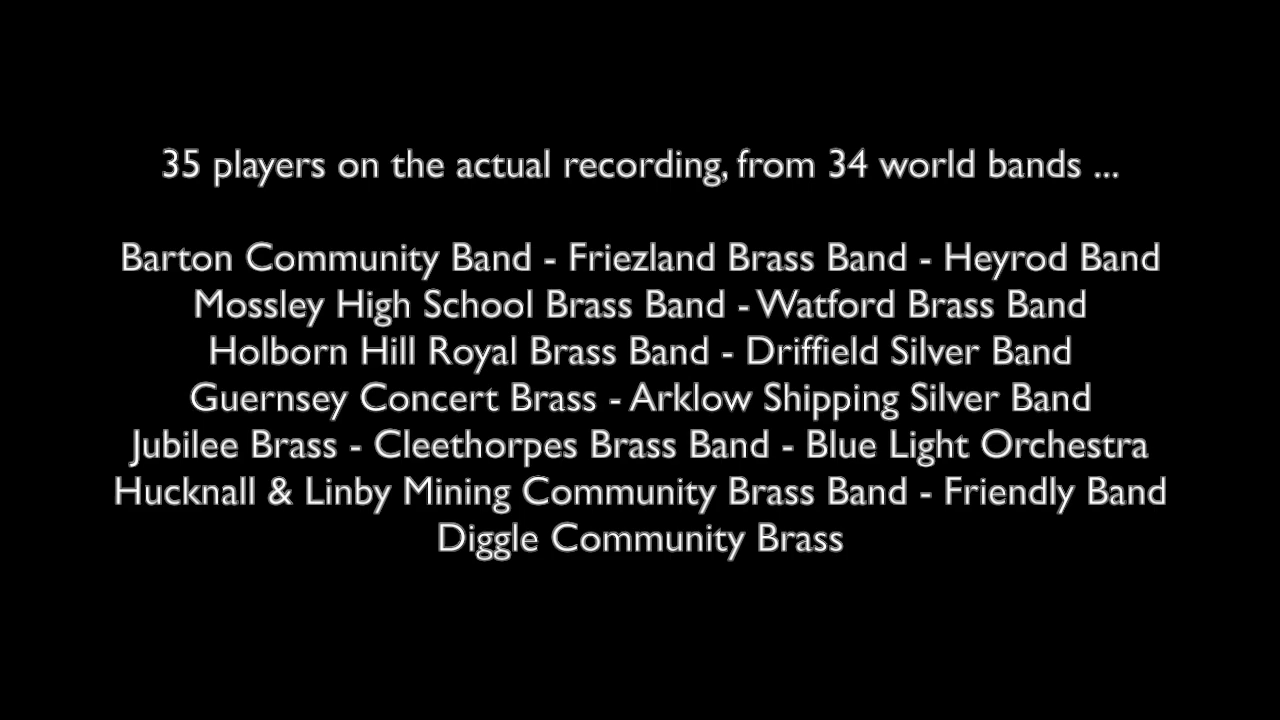 35 players on the actual recording, from 34 world bands ...
Barton Community Band - Friezland Brass Band - Heyrod Band
Mossley High School Brass Band - Watford Brass Band
Holborn Hill Royal Brass Band - Driffield Silver Band
Guernsey Concert Brass - Arklow Shipping Silver Band
Jubilee Brass - Cleethorpes Brass Band - Blue Light Orchestra
Hucknall & Linby Mining Community Brass Band - Friendly Band
Diggle Community Brass